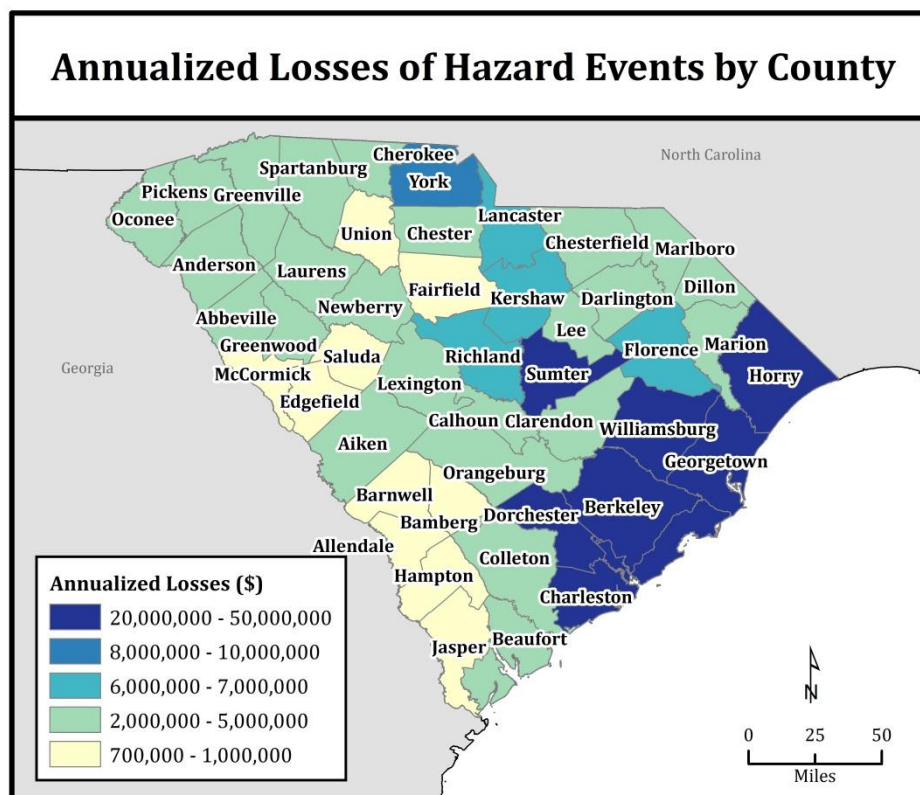 Annualized Losses of Hazard Events by County
North Carolina
Cherokee
Spartanburg
York
Pickens
Greenville
Oconee
Lancaster
Union
Chester
Chesterfield
Marlboro
Anderson
Laurens
Dillon
Fairfield
Kershaw
Darlington
Newberry
Abbeville
Lee
Greenwood
Saluda
Richland
Florence
Marion
Georgia
McCormick
Sumter
Horry
Lexington
Edgefield
Calhoun
Clarendon
Williamsburg
Aiken
Georgetown
Orangeburg
Barnwell
Dorchester
Berkeley
Bamberg
Allendale
Colleton
Hampton
Charleston
Jasper
Beaufort
Annualized Losses ($)
20,000,000 - 50,000,000
8,000,000 - 10,000,000
6,000,000 - 7,000,000
2,000,000 - 5,000,000
700,000 - 1,000,000
N
0 25 50
Miles